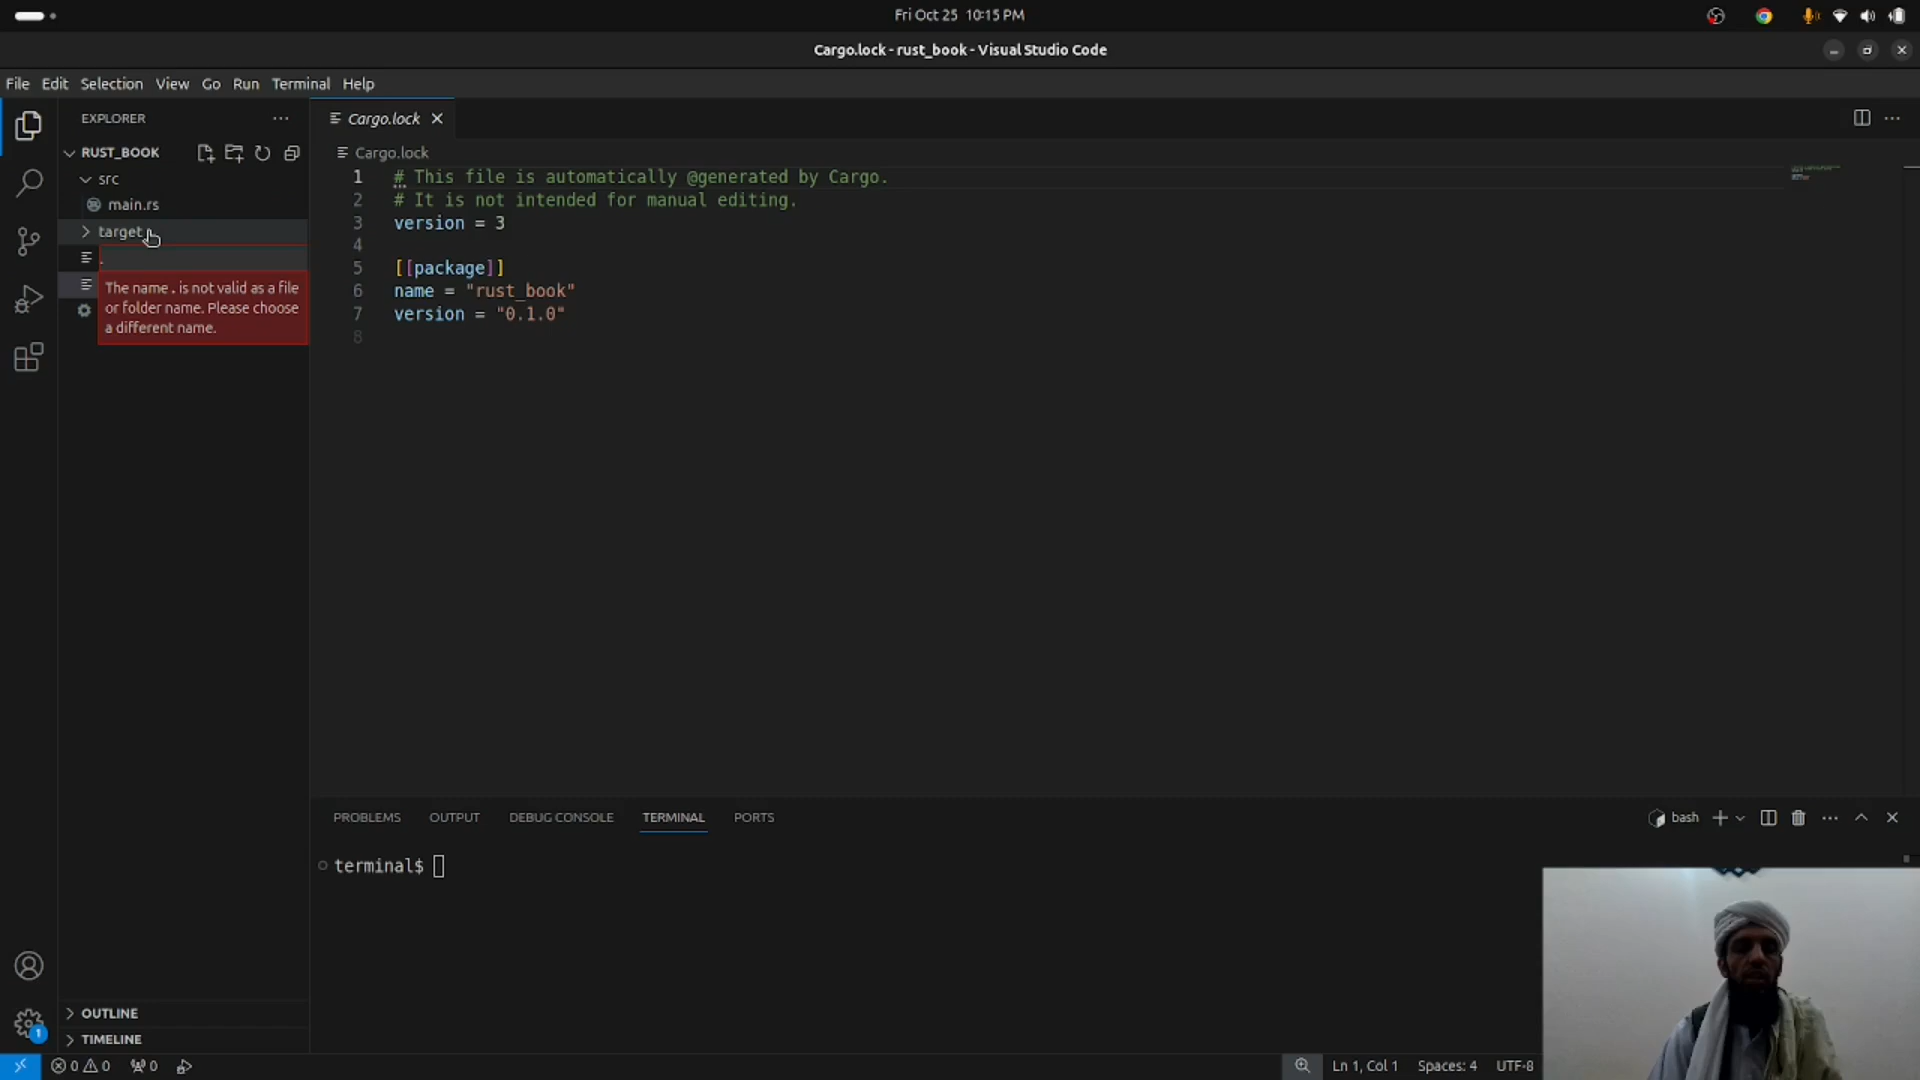 Fri Oct 25 10:15 PM
Cargo.lock - rust_book - Visual Studio Code
File Edit Selection View Go Run Terminal Help
EXPLORER
RUST_BOOK
src
main.rs
target
.
The name . is not valid as a file
or folder name. Please choose
a different name.
Cargo.lock
Cargo.lock
1 # This file is automatically @generated by Cargo.
2 # It is not intended for manual editing.
3 version = 3
4
5 [[package]]
6 name = "rust_book"
7 version = "0.1.0"
8
PROBLEMS OUTPUT DEBUG CONSOLE TERMINAL PORTS
bash
terminal$
OUTLINE
TIMELINE
1
0 0 0
Ln 1, Col 1 Spaces: 4 UTF-8